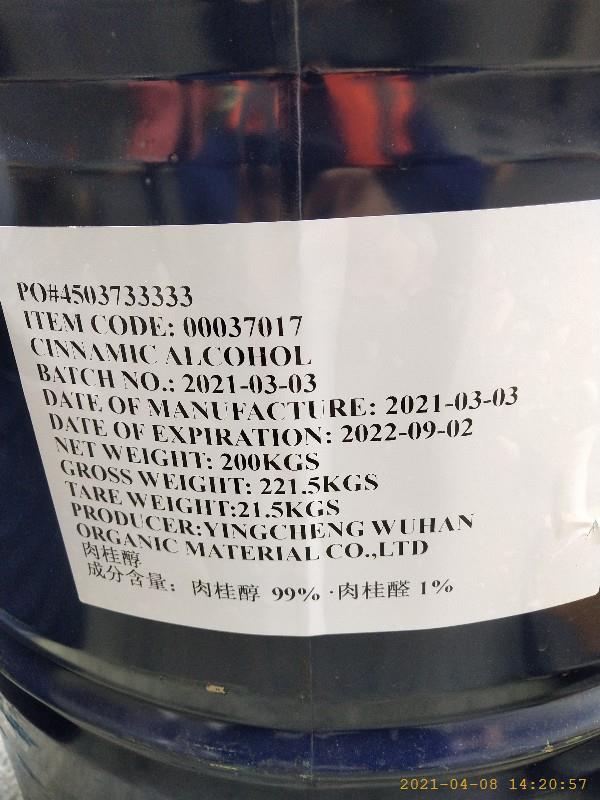 PO#4503733333
ITEM CODE: 00037017
CINNAMIC ALCOHOL
BATCH NO.: 2021-03-03
DATE OF MANUFACTURE: 2021-03-03
DATE OF EXPIRATION: 2022-09-02
NET WEIGHT: 200KGS
GROSS WEIGHT: 221.5KGS
TARE WEIGHT:21.5KGS
PRODUCER:YINGCHENG WUHAN
ORGANIC MATERIAL CO.,LTD
肉桂醇
成分含量：肉桂醇 99% ·肉桂醛 1%
2021-04-08 14:20:57